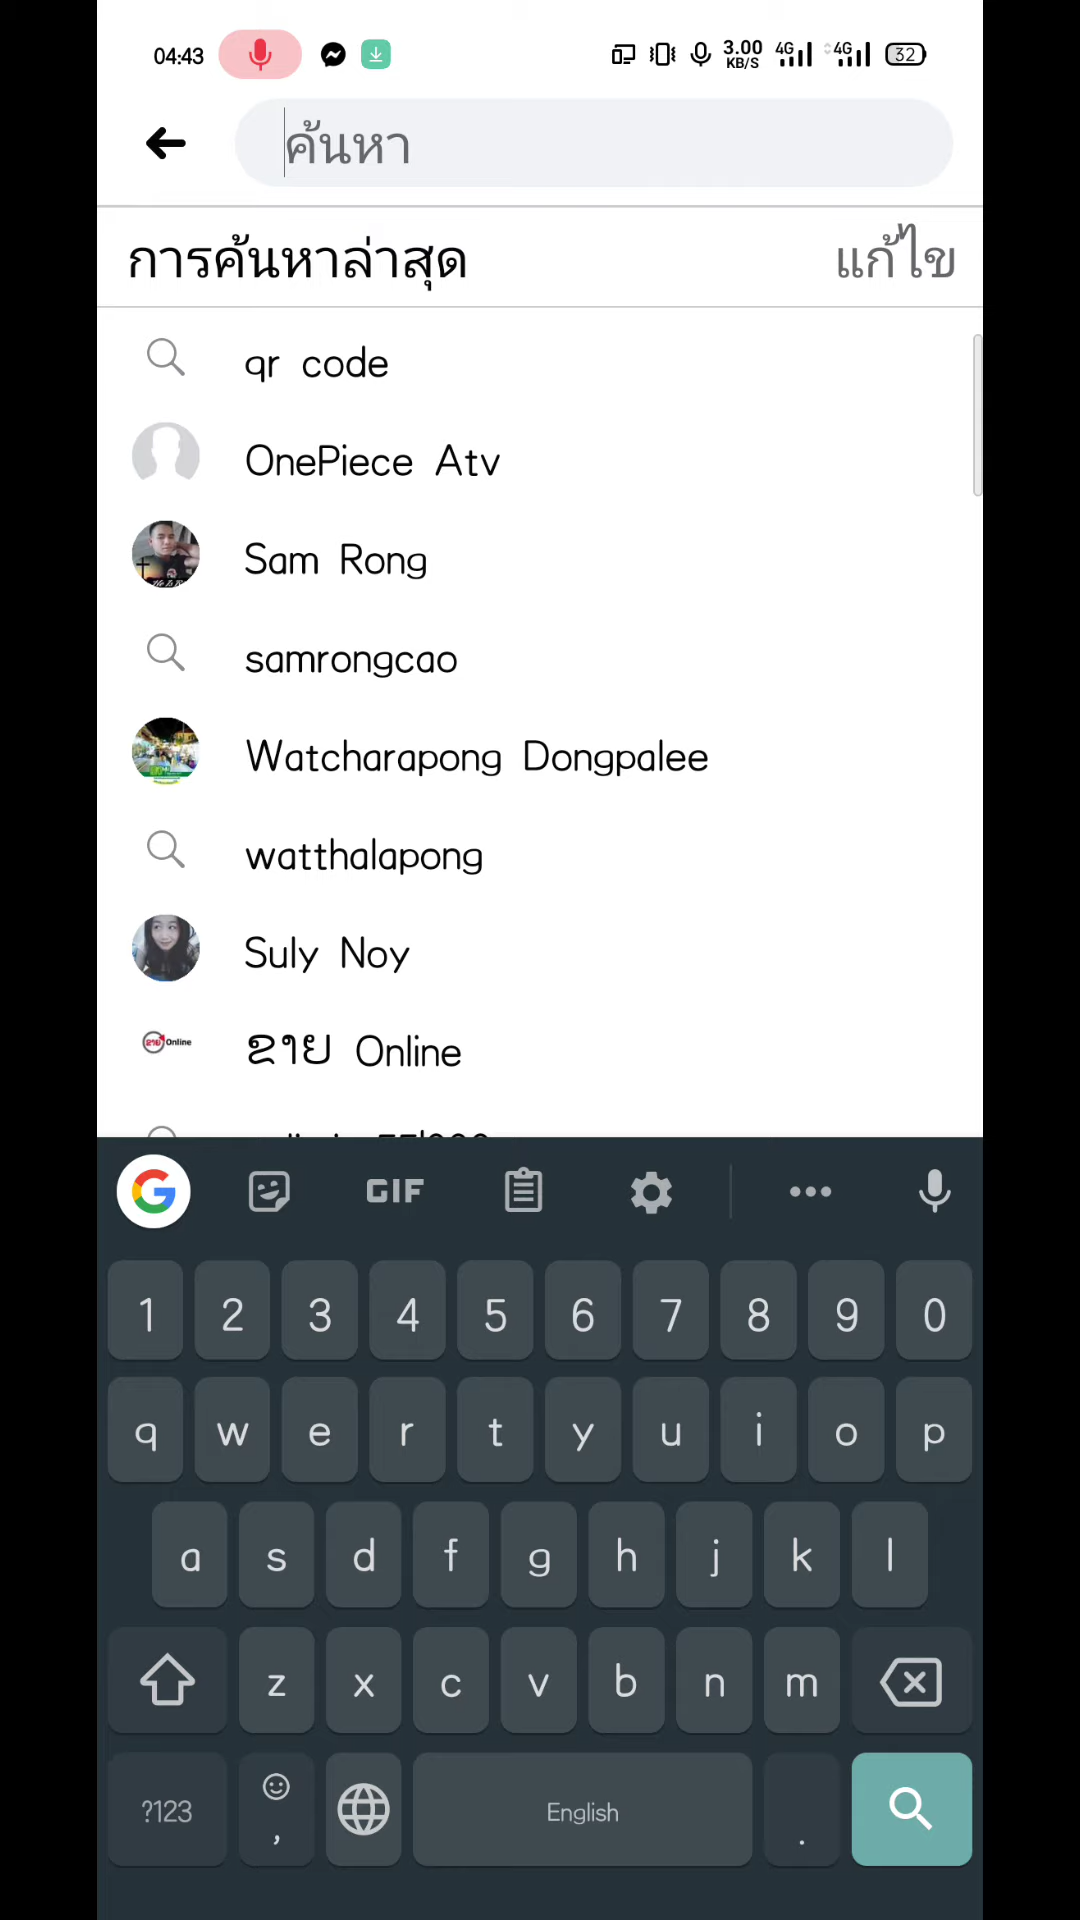 04:43 3.00 KB/S 4G 4G 32
ค้นหา
การค้นหาล่าสุด แก้ไข
qr code
OnePiece Atv
Sam Rong
samrongcao
Watcharapong Dongpalee
watthalapong
Suly Noy
ຂາຍ Online
GIF
1 2 3 4 5 6 7 8 9 0
q w e r t y u i o p
a s d f g h j k l
z x c v b n m
?123 , English .